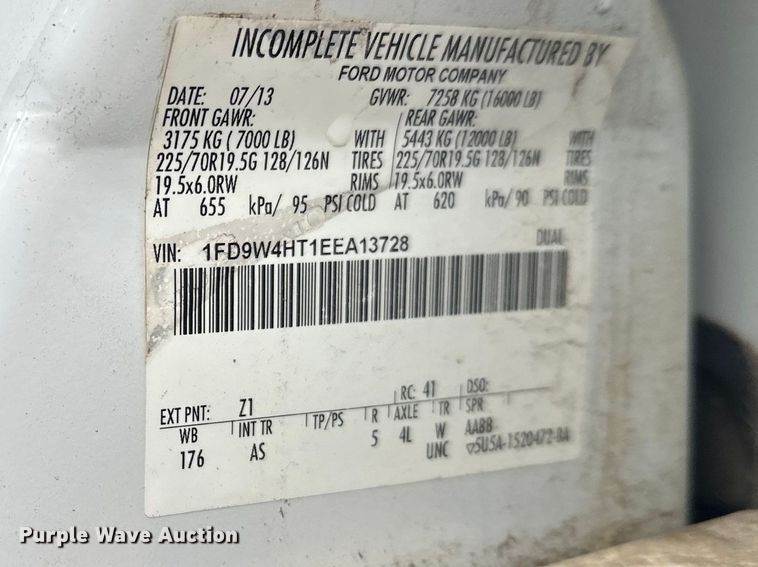 INCOMPLETE VEHICLE MANUFACTURED BY
FORD MOTOR COMPANY
DATE: 07/13 GVWR: 7258 KG (16000 LB)
FRONT GAWR: REAR GAWR:
3175 KG ( 7000 LB) WITH 5443 KG (12000 LB) WITH
225/70R19.5G 128/126N TIRES 225/70R19.5G 128/126N TIRES
19.5x6.0RW RIMS 19.5x6.0RW RIMS
AT 655 kPa/ 95 PSI COLD AT 620 kPa/ 90 PSI COLD
VIN: 1FD9W4HT1EEA13728 DUAL
EXT PNT: Z1 RC: 41 DSO:
WB INT TR TP/PS R AXLE TR SPR
176 AS 5 4L W AABB
UNC 5U5A-1520472-BA
Purple Wave Auction